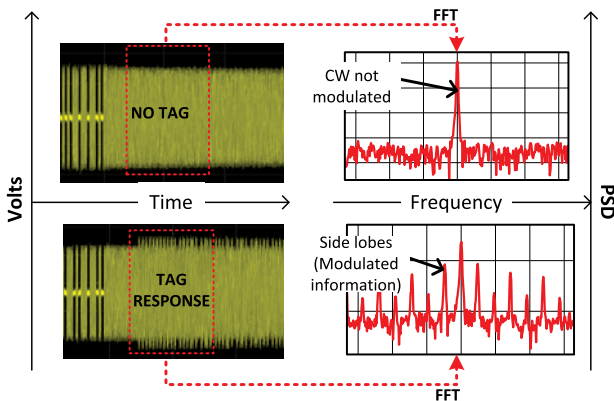 FFT
CW not
modulated
NO TAG
Volts
Time
Frequency
PSD
Side lobes
(Modulated
information)
TAG
RESPONSE
FFT